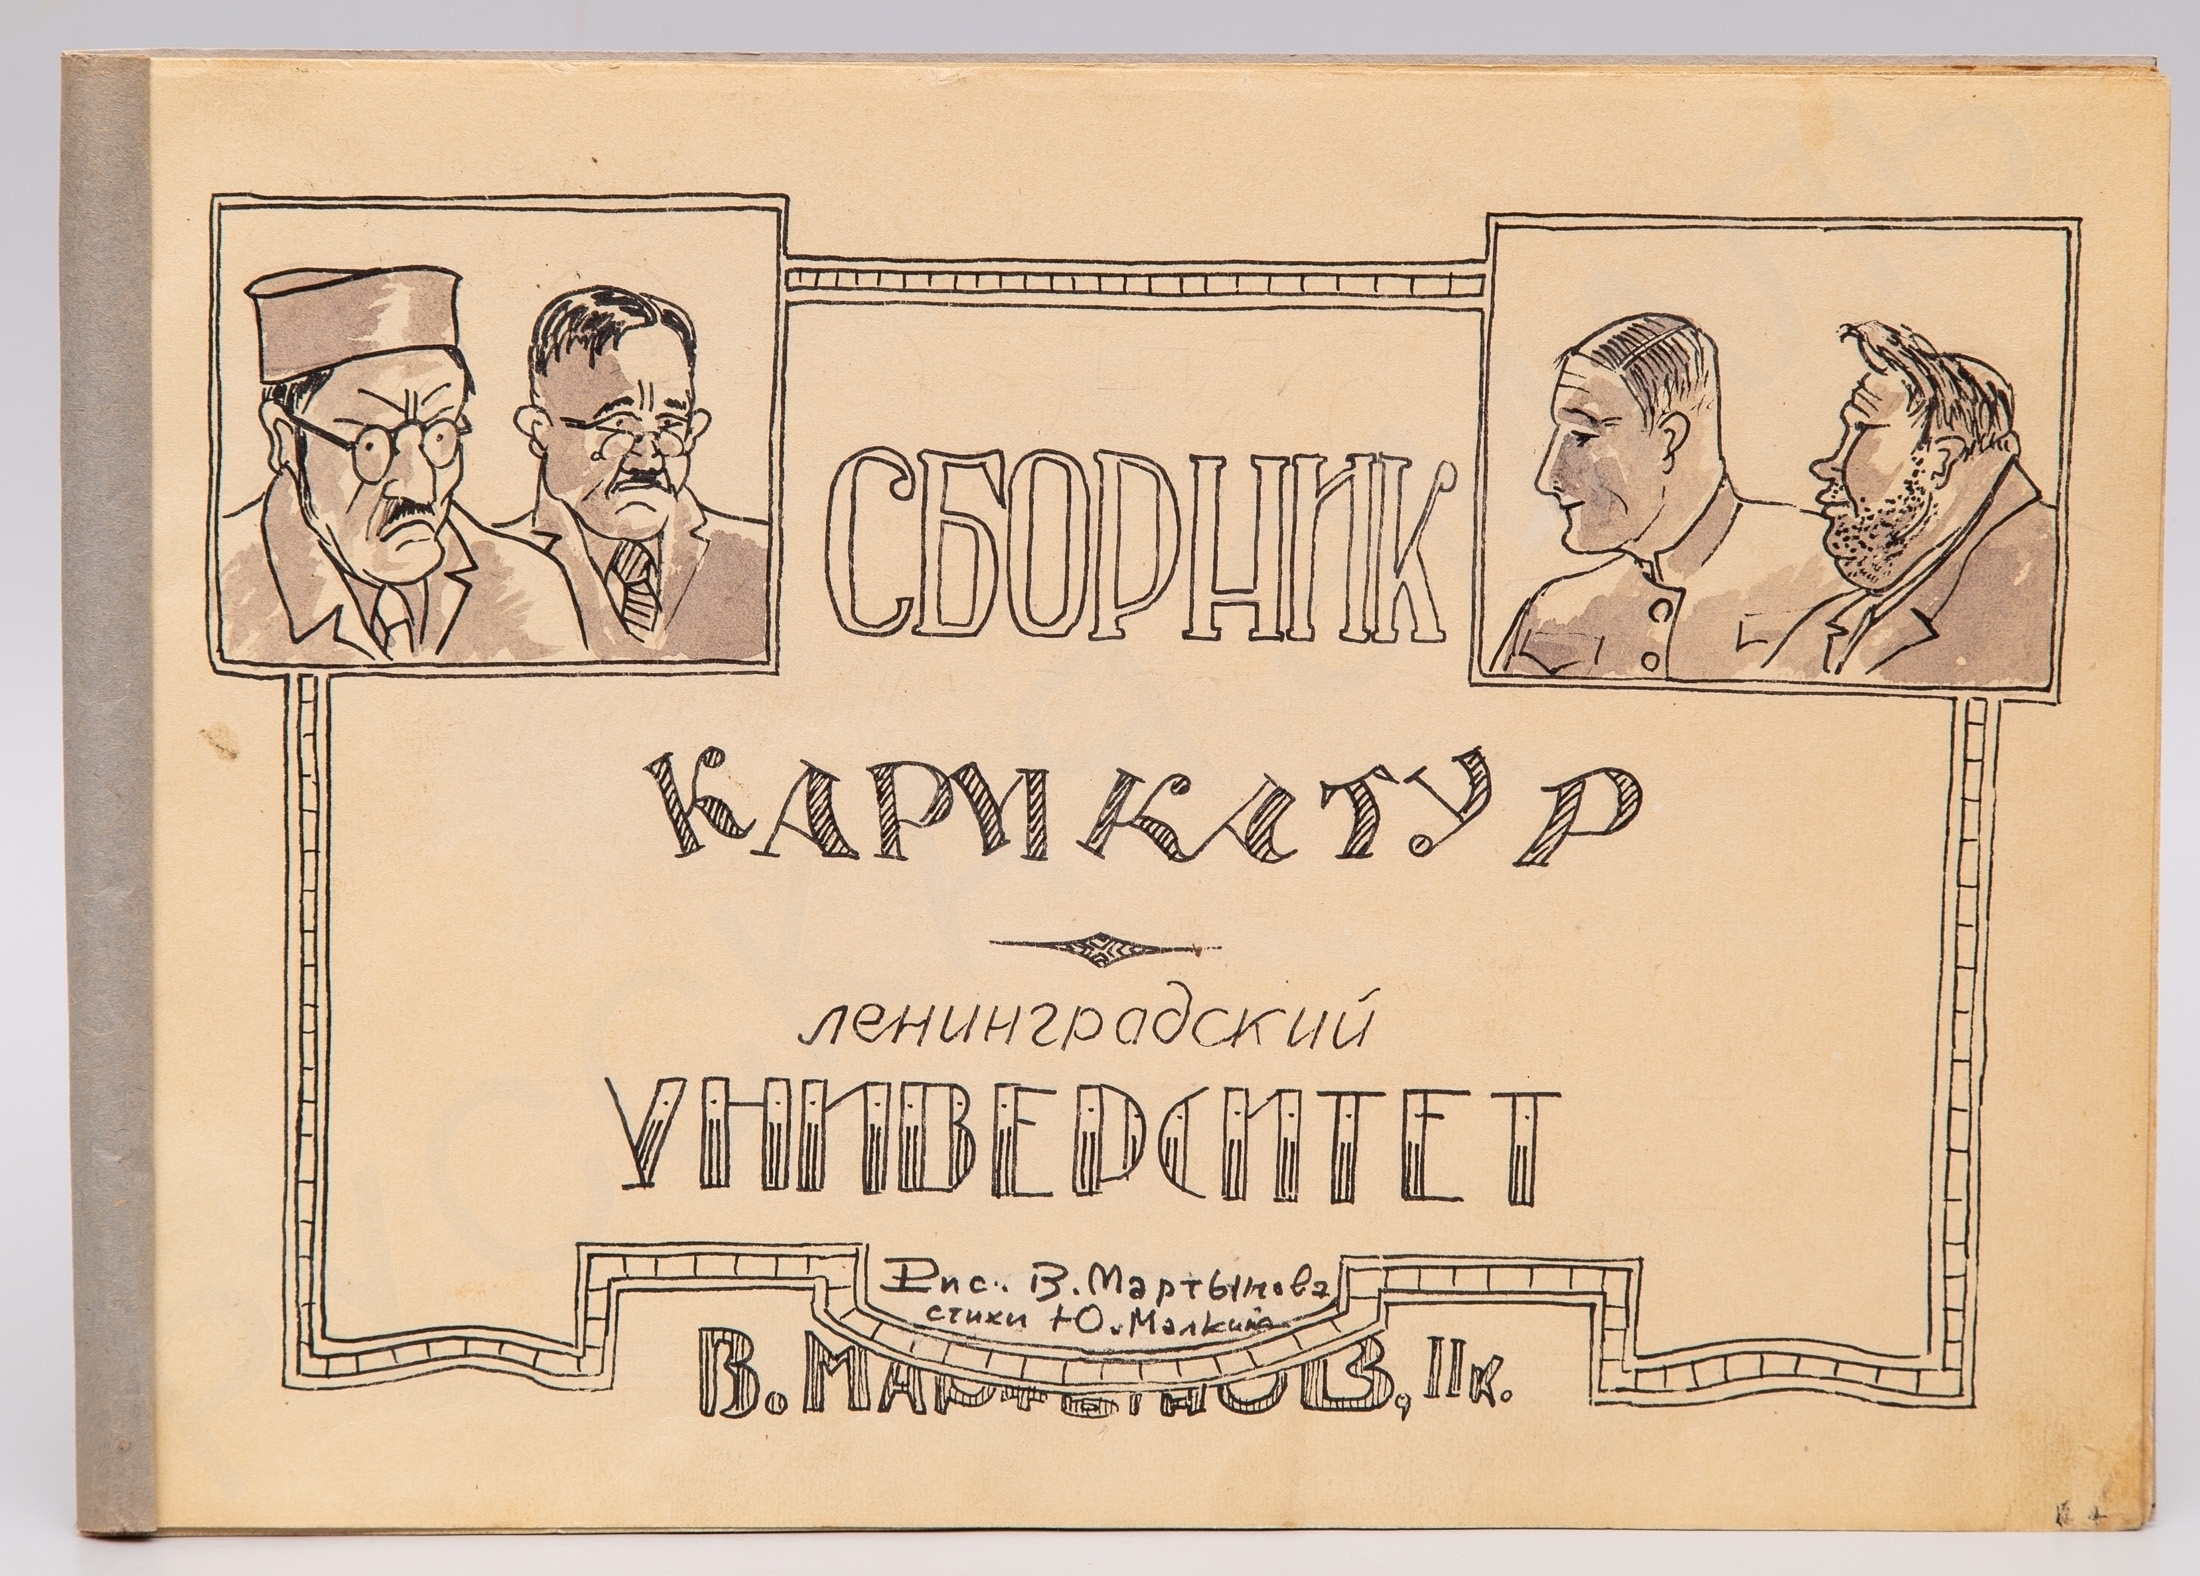 СБОРНИК
КАРИКАТУР
ленинградский
УНИВЕРСИТЕТ
Рис. В. Мартынова
стихи Ю. Малкина
В. МАРТЫНОВ, II к.